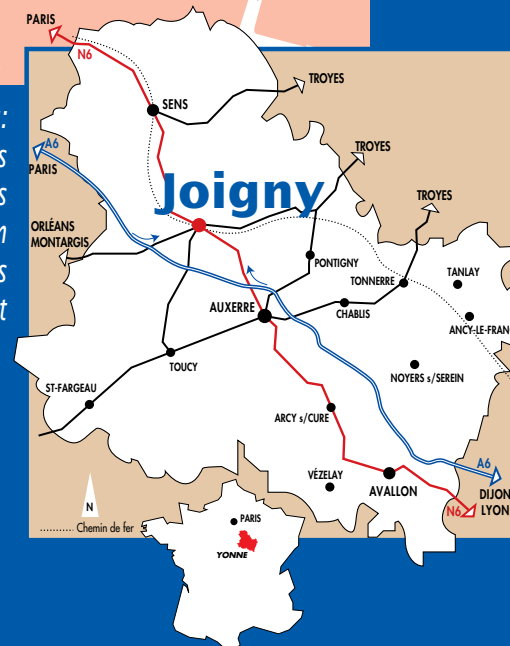 PARIS
N6
TROYES
SENS
:
s
s
n
s
t
A6
PARIS
TROYES
Joigny
TROYES
ORLÉANS
MONTARGIS
PONTIGNY
TONNERRE
TANLAY
AUXERRE
CHABLIS
ANCY-LE-FRAN
TOUCY
NOYERS s/SEREIN
ST-FARGEAU
ARCY s/CURE
VÉZELAY
AVALLON
A6
DIJON
LYON
N6
N
Chemin de fer
PARIS
YONNE